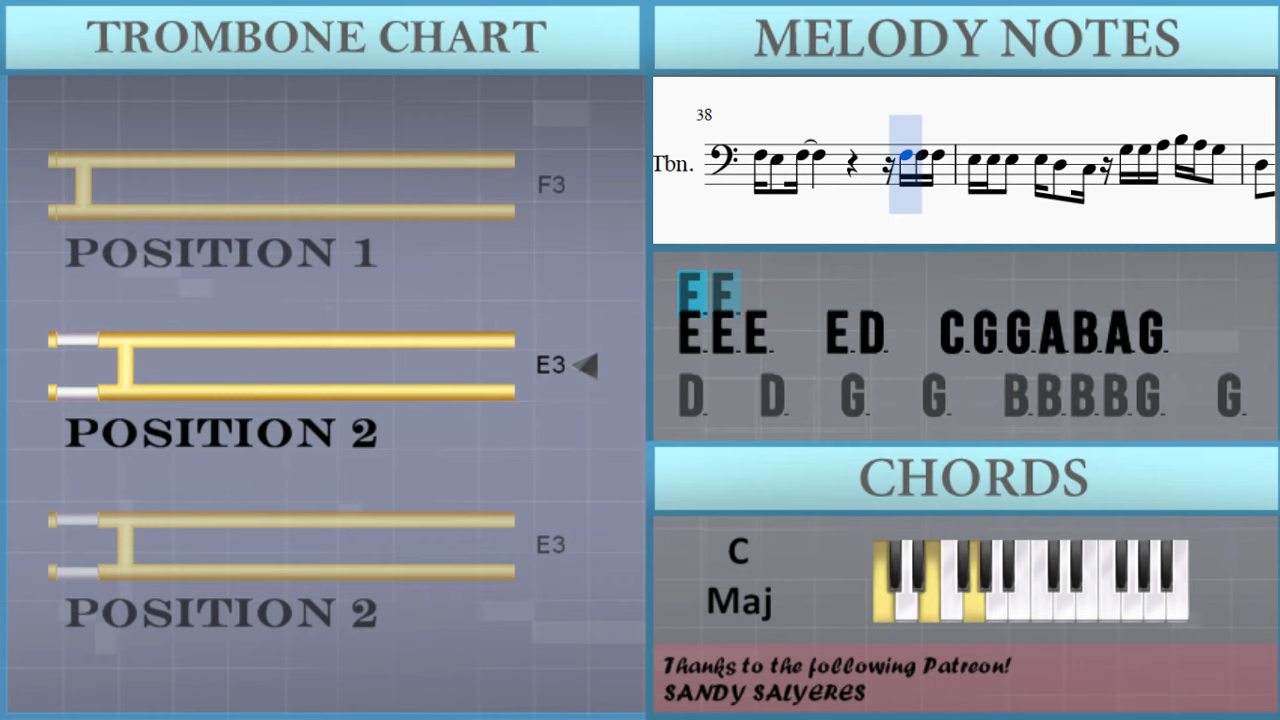 TROMBONE CHART
F3
POSITION 1
E3
POSITION 2
E3
POSITION 2
MELODY NOTES
38
Tbn.
E. E.
E. E. E. E. D. C. G. G. A. B. A. G.
D. D. G. G. B. B. B. B. G. G.
CHORDS
C
Maj
Thanks to the following Patreon!
SANDY SALYERES